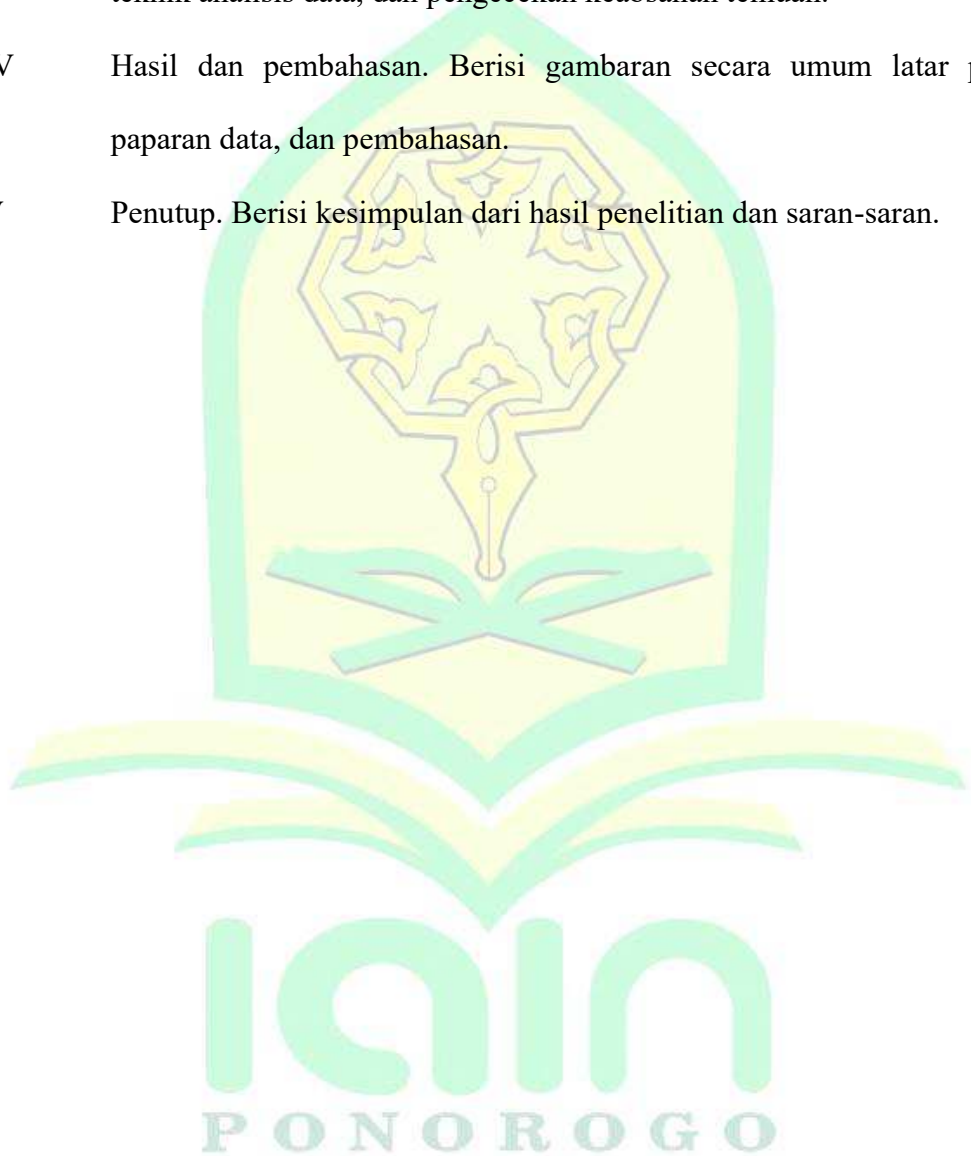 V Hasil dan pembahasan. Berisi gambaran secara umum latar
paparan data, dan pembahasan.
Penutup. Berisi kesimpulan dari hasil penelitian dan saran-saran.
IAIN
PONOROGO